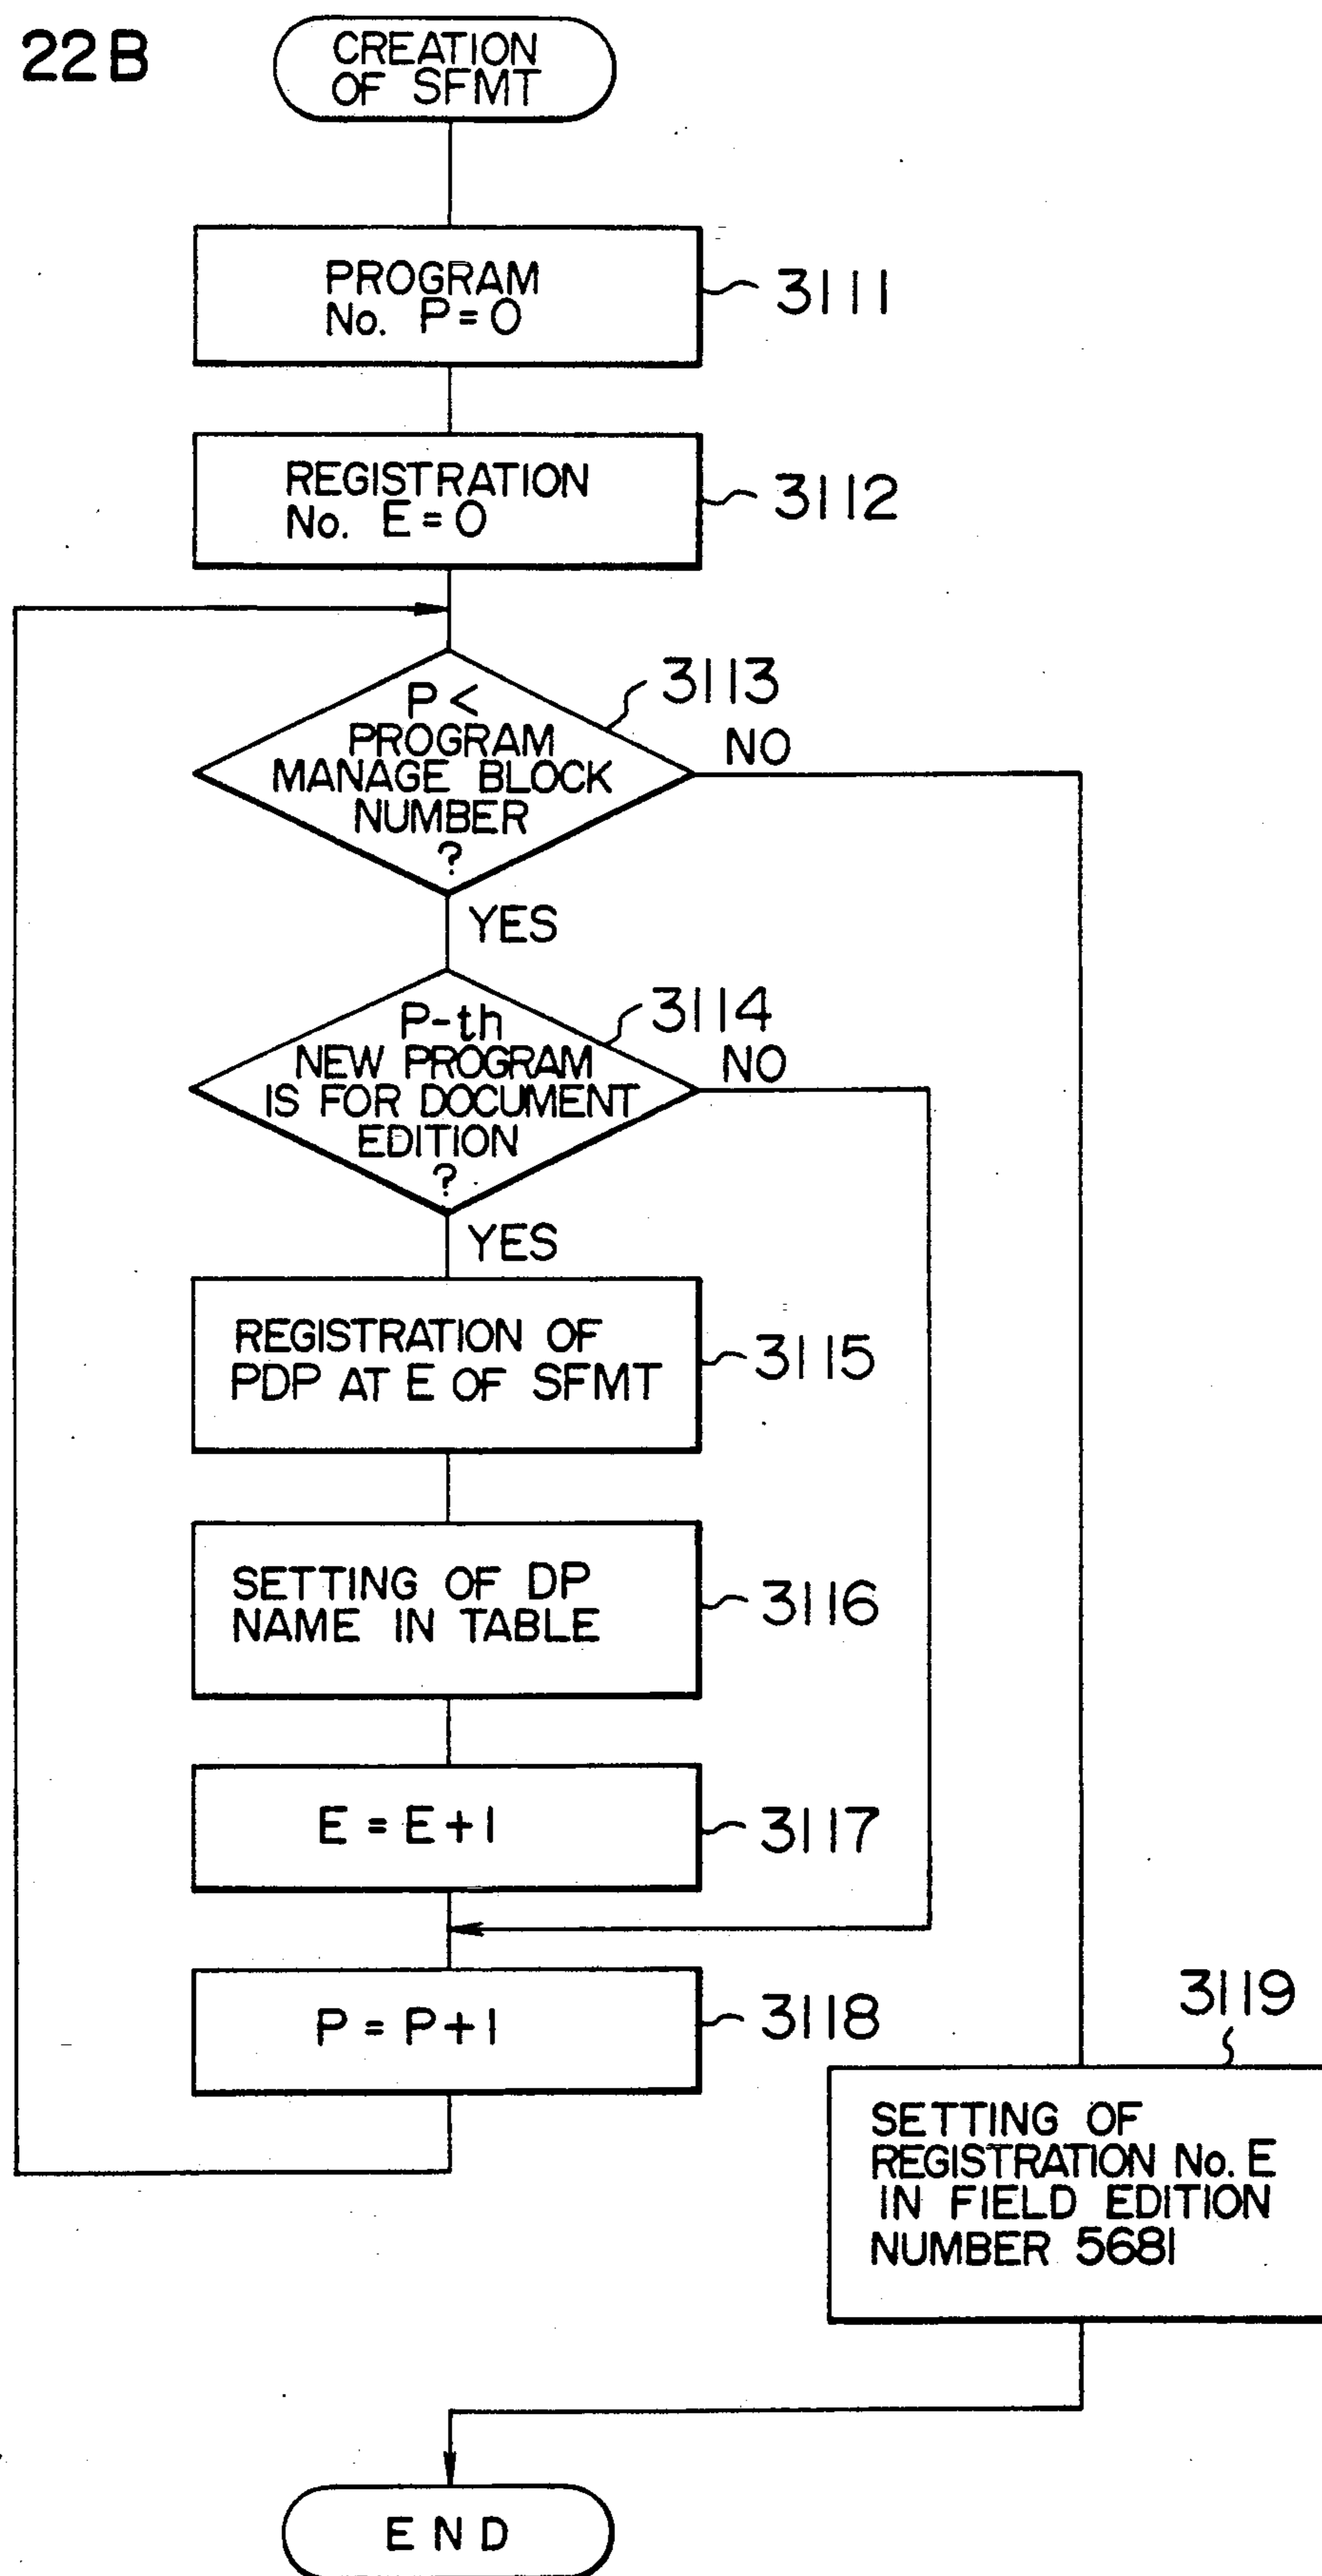 22B
CREATION
OF SFMT
PROGRAM
No. P=0
3111
REGISTRATION
No. E=0
3112
P<
PROGRAM
MANAGE BLOCK
NUMBER
?
3113
NO
YES
P-th
NEW PROGRAM
IS FOR DOCUMENT
EDITION
?
3114
NO
YES
REGISTRATION OF
PDP AT E OF SFMT
3115
SETTING OF DP
NAME IN TABLE
3116
E = E+1
3117
P = P+1
3118
3119
SETTING OF
REGISTRATION No. E
IN FIELD EDITION
NUMBER 5681
END